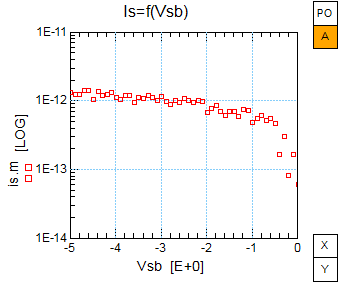 Is=f(Vsb)
PO
A
1E-11
1E-12
1E-13
1E-14
is.m [LOG]
-5 -4 -3 -2 -1 0
Vsb [E+0]
X
Y